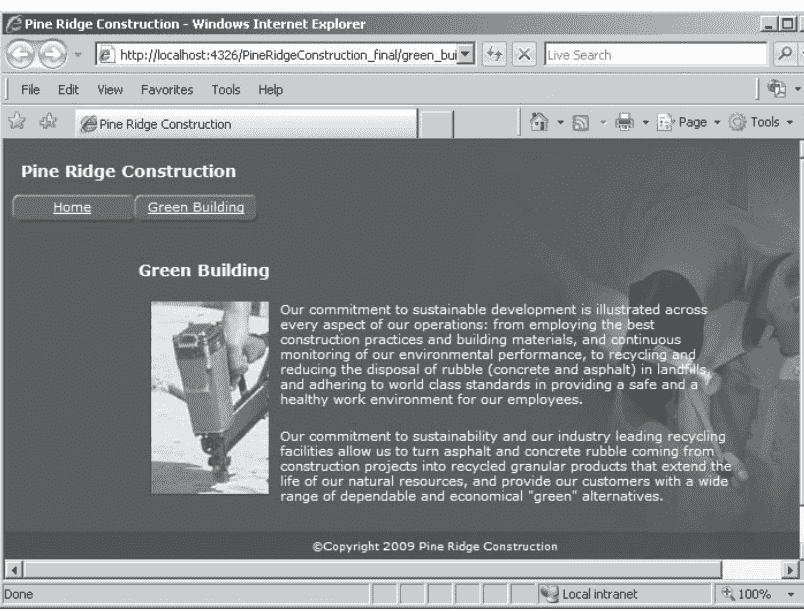 Pine Ridge Construction - Windows Internet Explorer
http://localhost:4326/PineRidgeConstruction_final/green_bui
Live Search
File Edit View Favorites Tools Help
Pine Ridge Construction
Page Tools
Pine Ridge Construction
Home Green Building
Green Building
Our commitment to sustainable development is illustrated across
every aspect of our operations: from employing the best
construction practices and building materials, and continuous
monitoring of our environmental performance, to recycling and
reducing the disposal of rubble (concrete and asphalt) in landfills,
and adhering to world class standards in providing a safe and a
healthy work environment for our employees.
Our commitment to sustainability and our industry leading recycling
facilities allow us to turn asphalt and concrete rubble coming from
construction projects into recycled granular products that extend the
life of our natural resources, and provide our customers with a wide
range of dependable and economical "green" alternatives.
©Copyright 2009 Pine Ridge Construction
Done Local intranet 100%